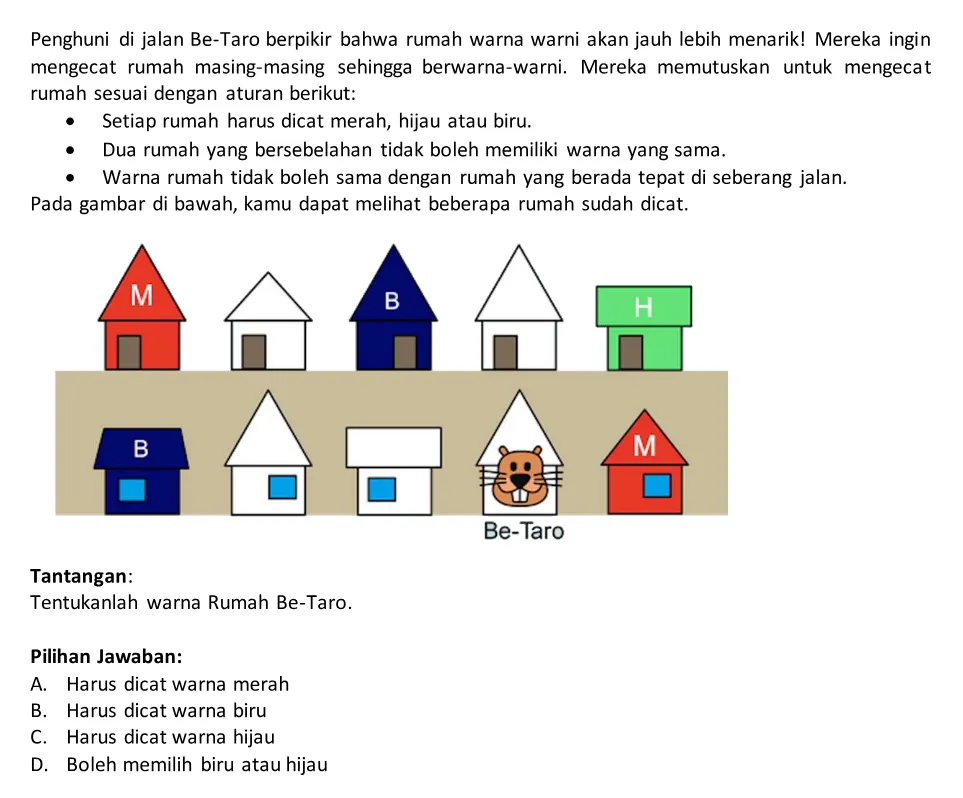 Penghuni di jalan Be-Taro berpikir bahwa rumah warna warni akan jauh lebih menarik! Mereka ingin
mengecat rumah masing-masing sehingga berwarna-warni. Mereka memutuskan untuk mengecat
rumah sesuai dengan aturan berikut:
• Setiap rumah harus dicat merah, hijau atau biru.
• Dua rumah yang bersebelahan tidak boleh memiliki warna yang sama.
• Warna rumah tidak boleh sama dengan rumah yang berada tepat di seberang jalan.
Pada gambar di bawah, kamu dapat melihat beberapa rumah sudah dicat.
M B H
B M
Be-Taro
Tantangan:
Tentukanlah warna Rumah Be-Taro.
Pilihan Jawaban:
A. Harus dicat warna merah
B. Harus dicat warna biru
C. Harus dicat warna hijau
D. Boleh memilih biru atau hijau